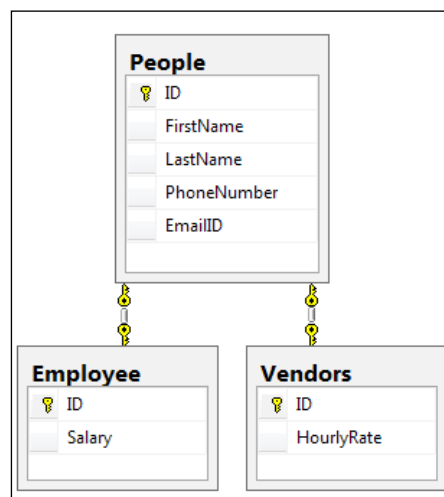 People
ID
FirstName
LastName
PhoneNumber
EmailID
Employee
ID
Salary
Vendors
ID
HourlyRate